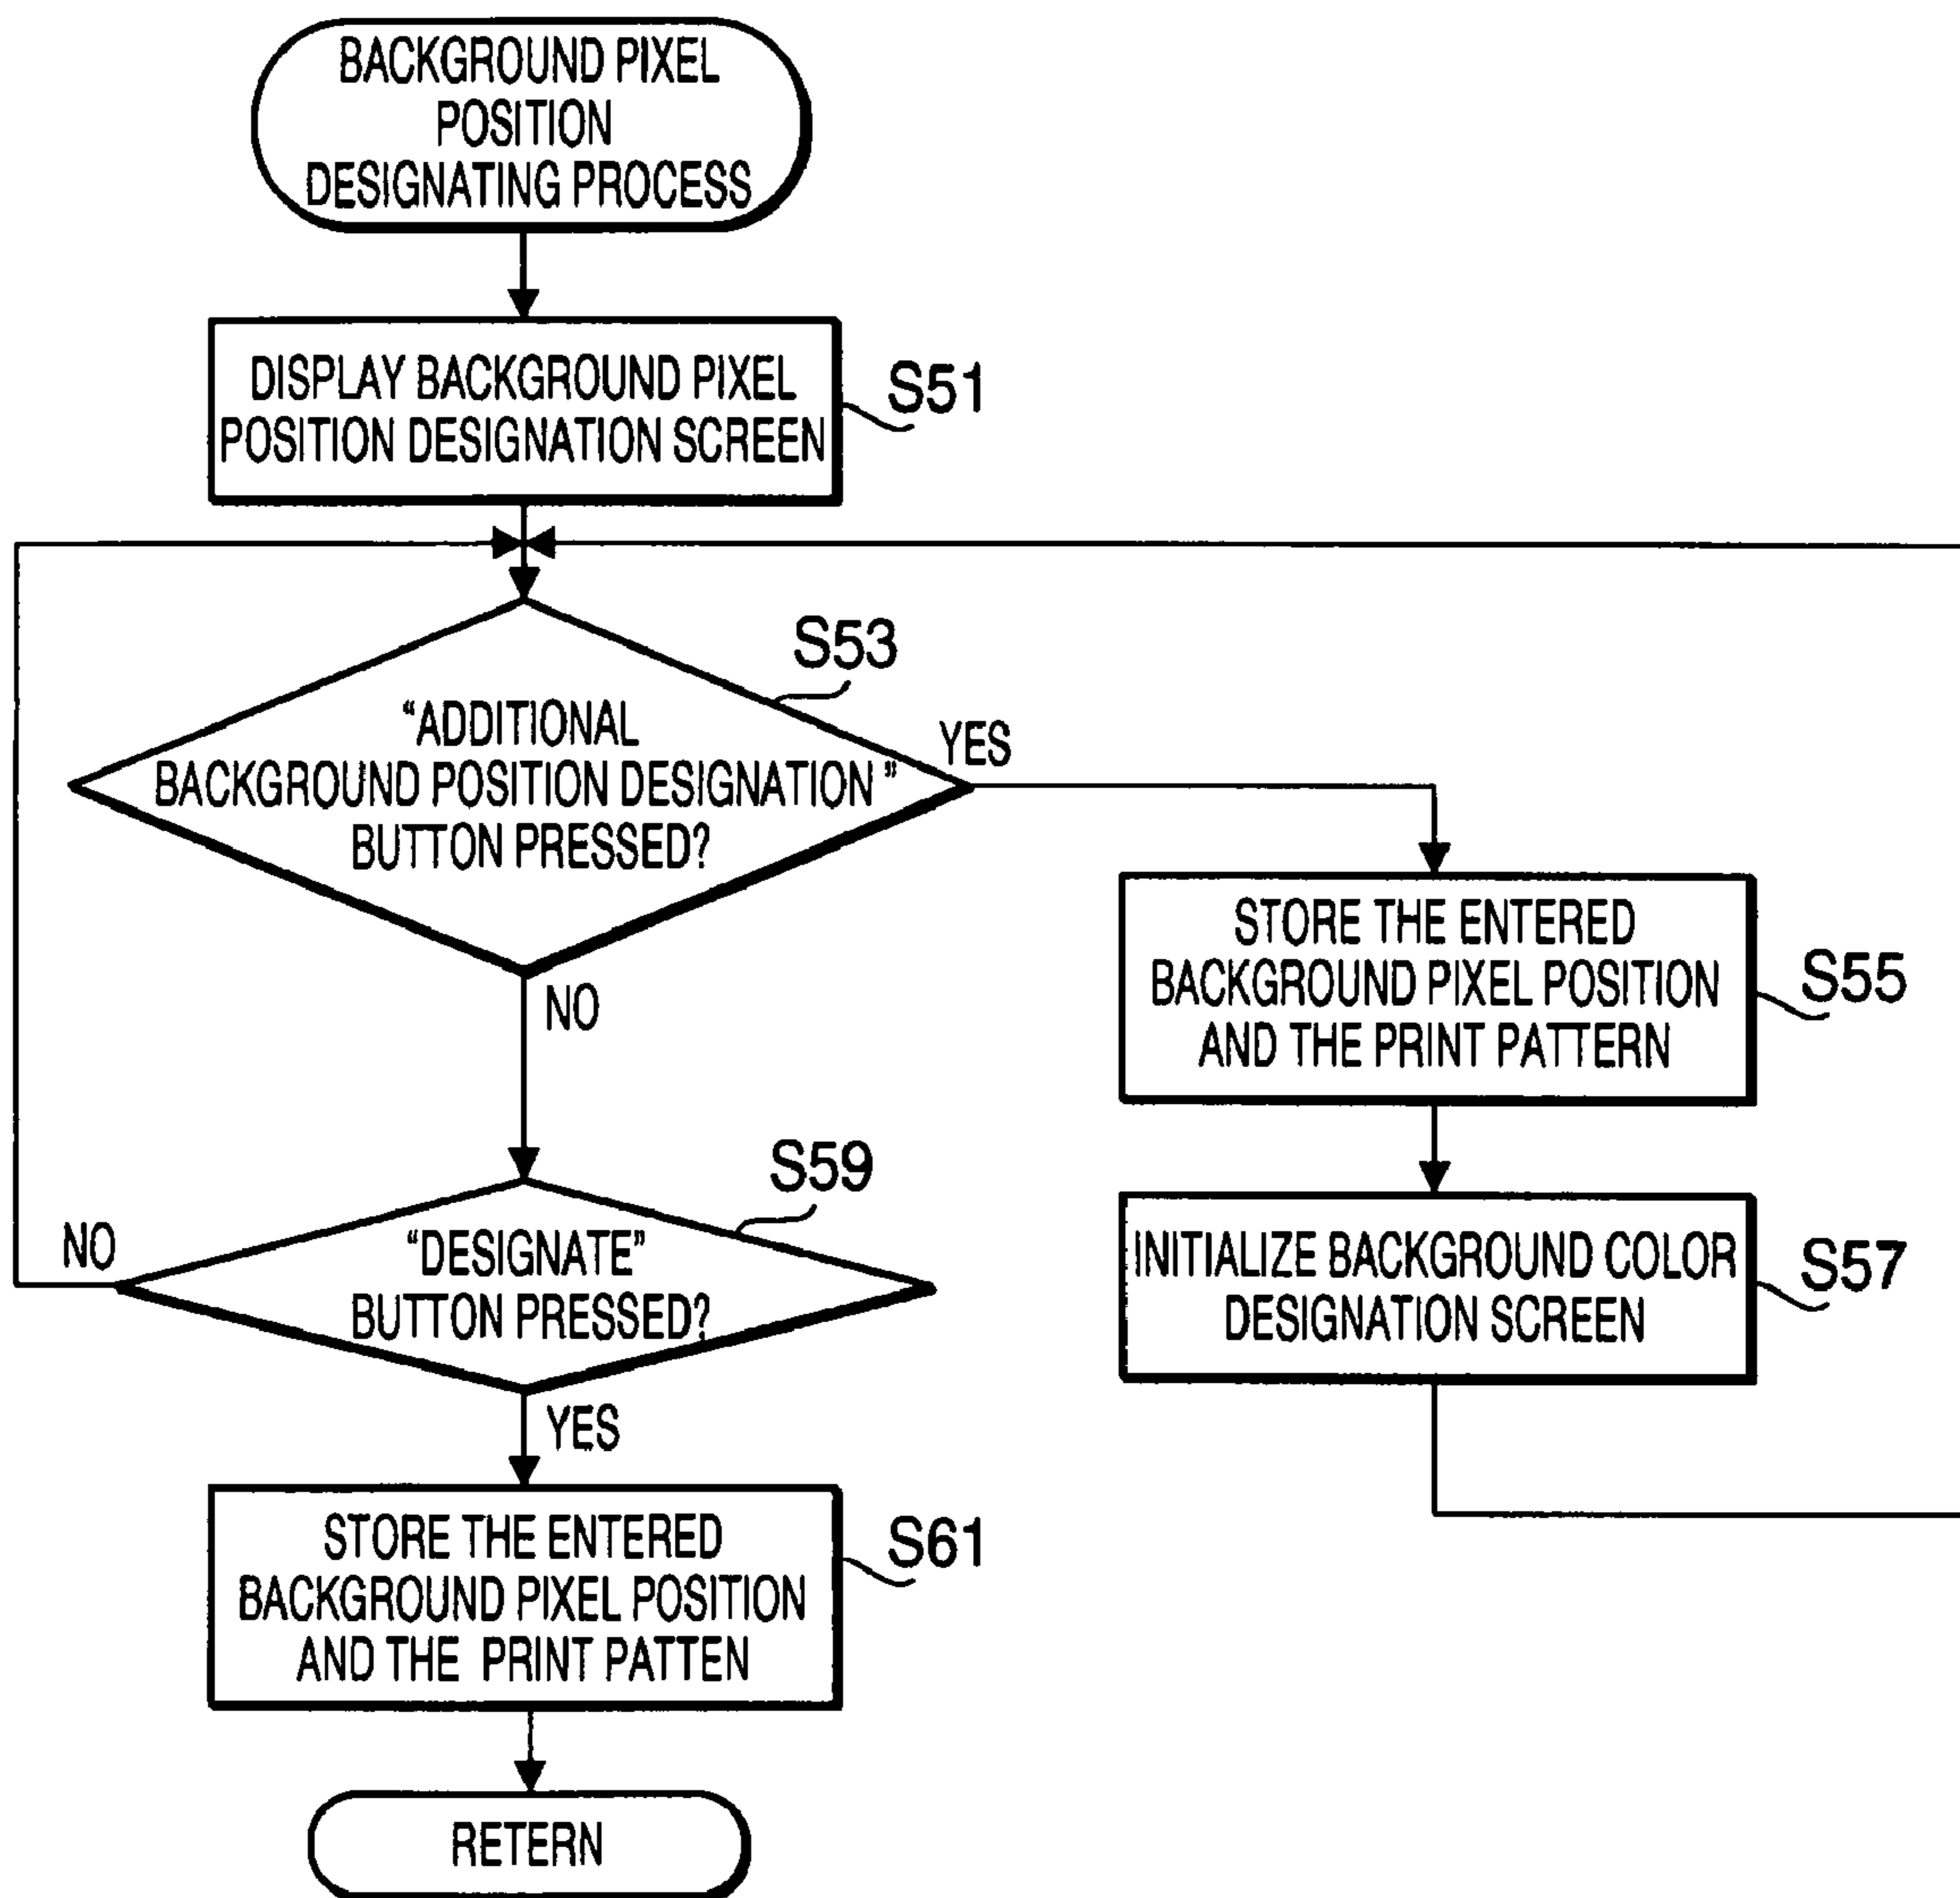 BACKGROUND PIXEL
POSITION
DESIGNATING PROCESS
DISPLAY BACKGROUND PIXEL
POSITION DESIGNATION SCREEN
S51
S53
“ADDITIONAL
BACKGROUND POSITION DESIGNATION ”
BUTTON PRESSED?
YES
NO
STORE THE ENTERED
BACKGROUND PIXEL POSITION
AND THE PRINT PATTERN
S55
INITIALIZE BACKGROUND COLOR
DESIGNATION SCREEN
S57
S59
“DESIGNATE”
BUTTON PRESSED?
NO
YES
STORE THE ENTERED
BACKGROUND PIXEL POSITION
AND THE PRINT PATTEN
S61
RETERN